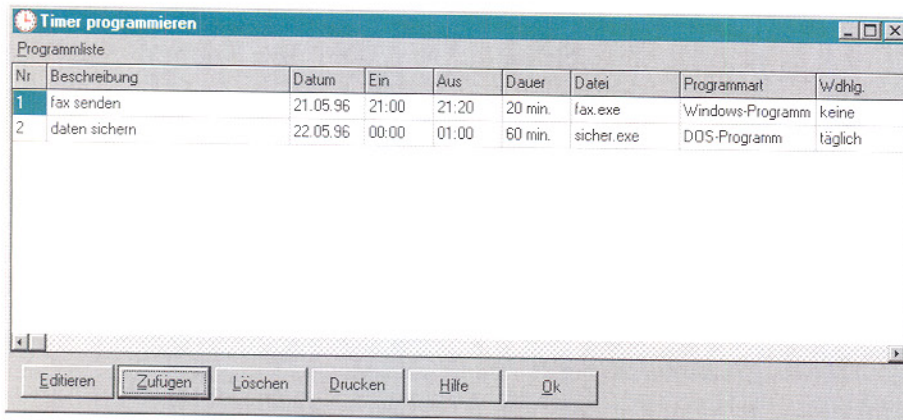 Timer programmieren
Programmliste
Nr Beschreibung Datum Ein Aus Dauer Datei Programmart Wdhlg.
1 fax senden 21.05.96 21:00 21:20 20 min. fax.exe Windows-Programm keine
2 daten sichern 22.05.96 00:00 01:00 60 min. sicher.exe DOS-Programm täglich
Editieren Zufügen Löschen Drucken Hilfe Ok